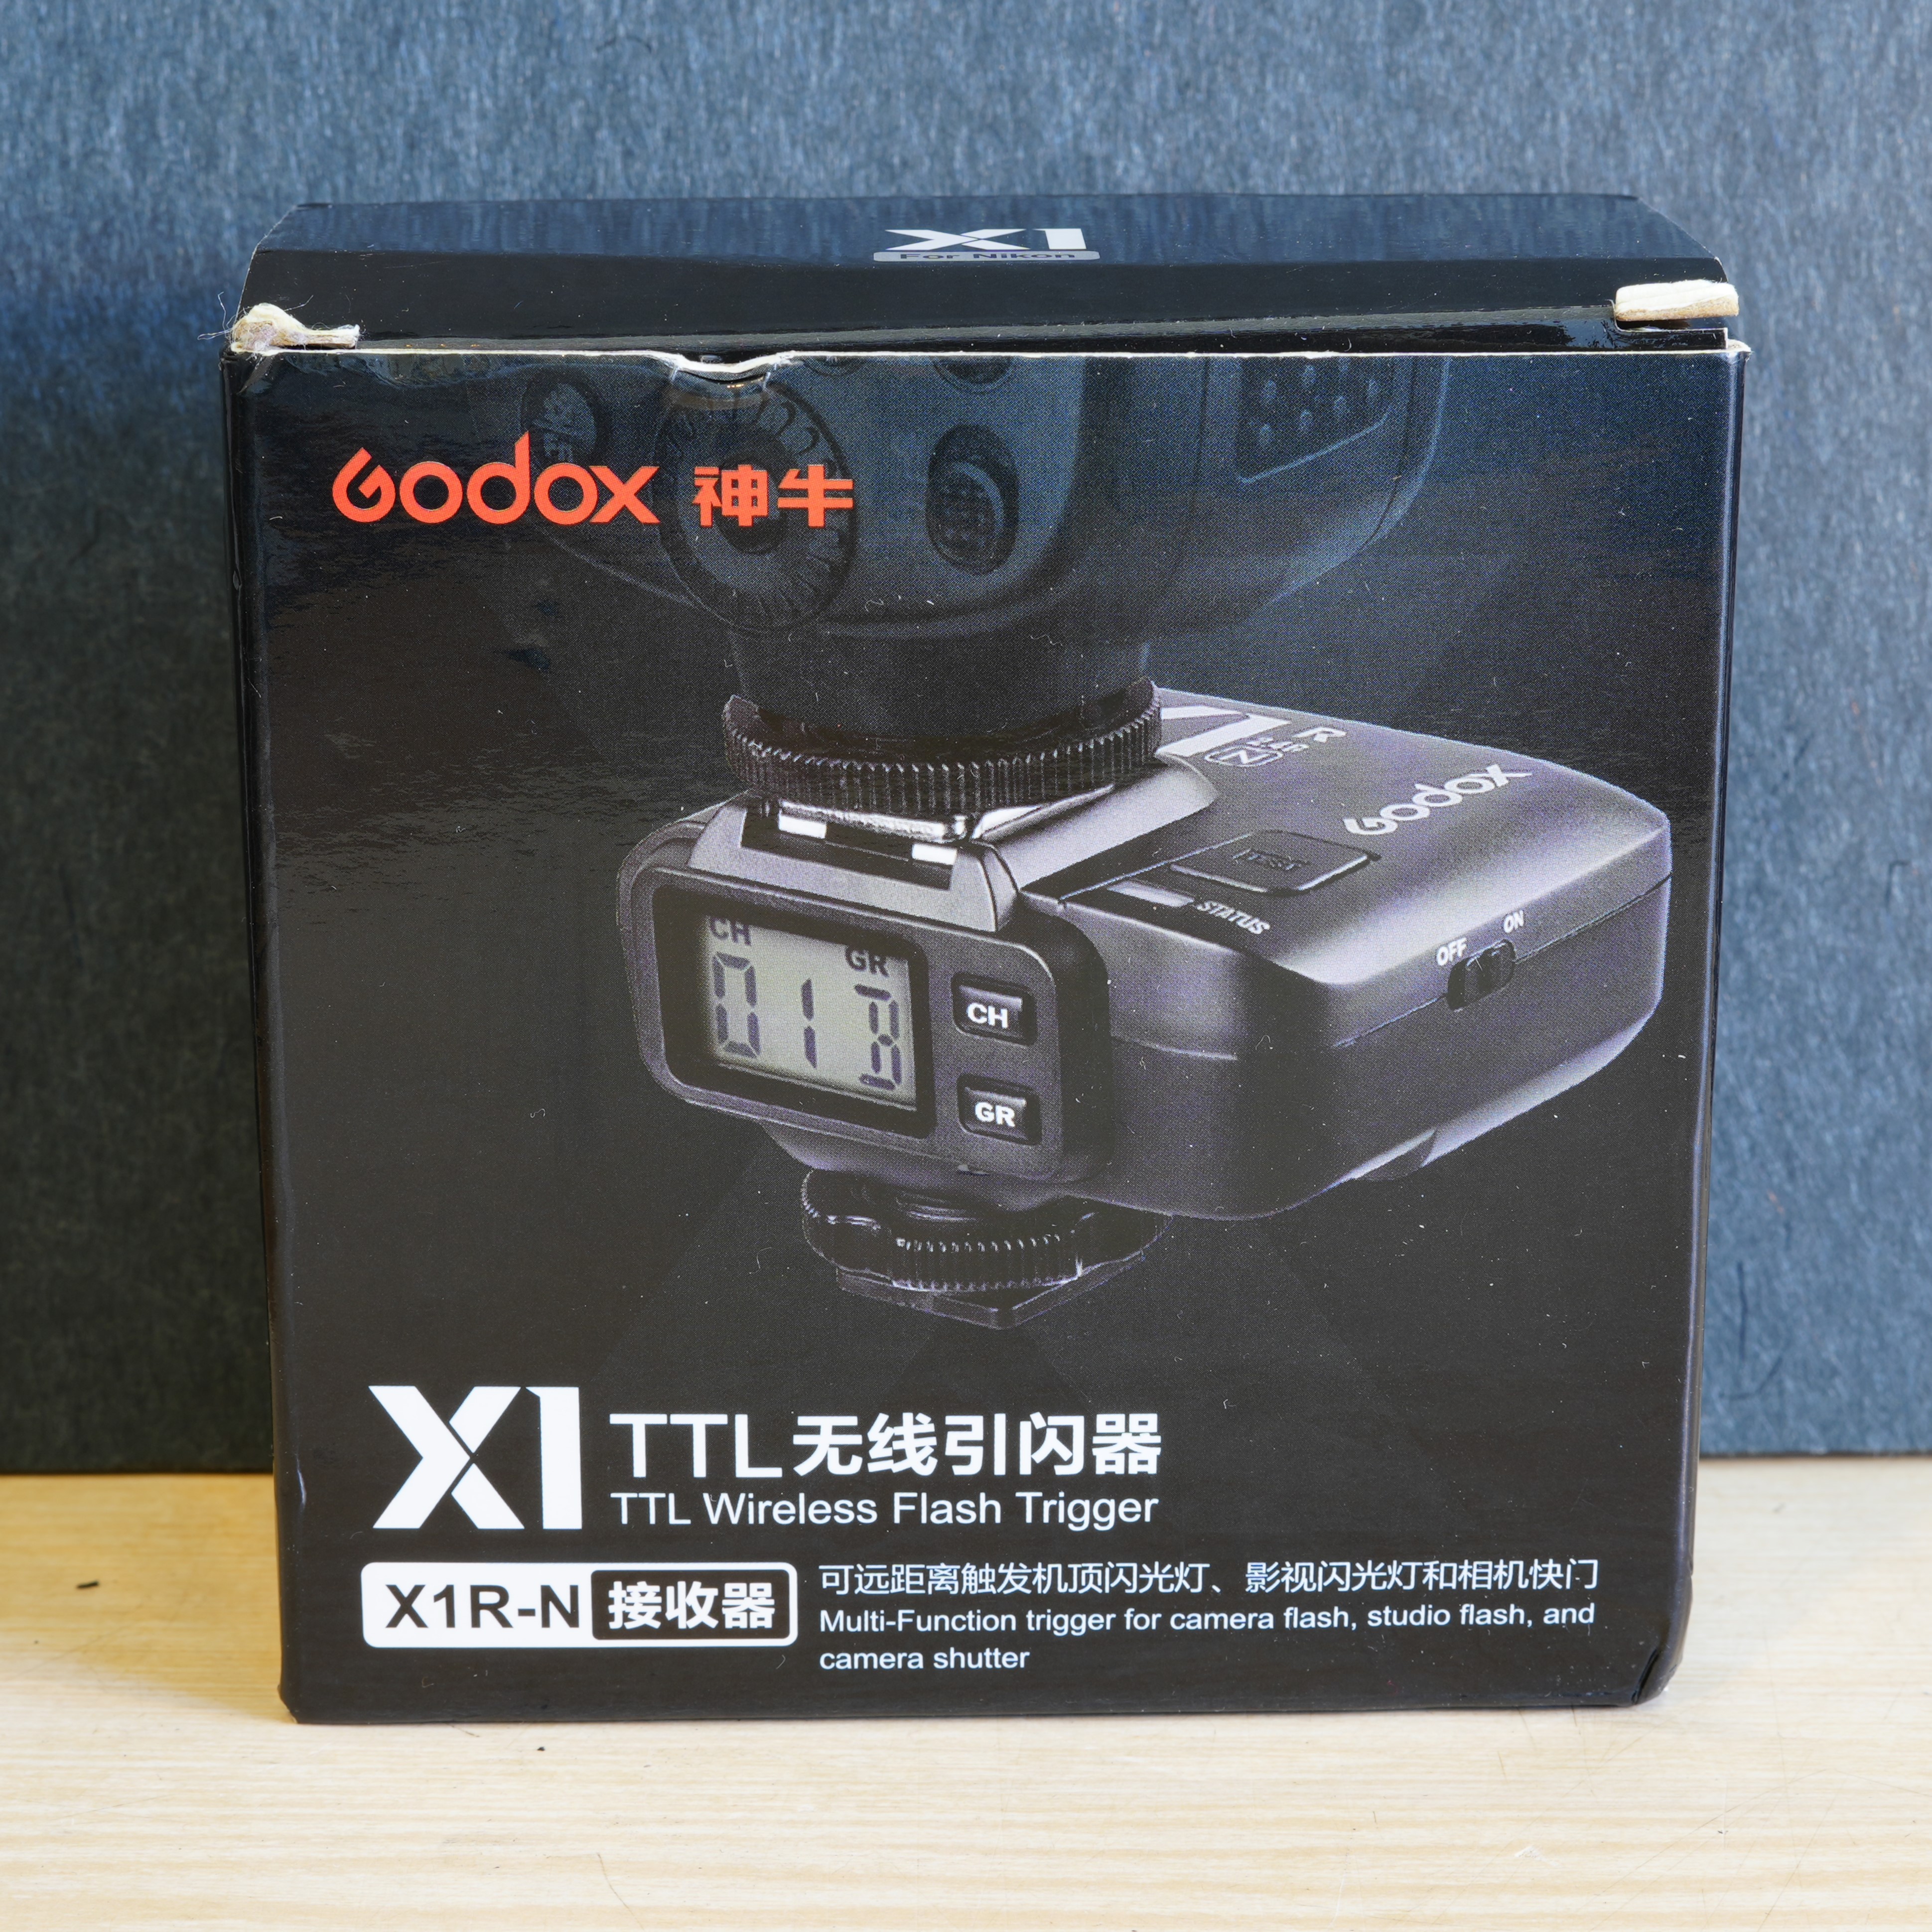 X1
For Nikon
Godox 神牛
R
N
Godox
TEST
STATUS
OFF ON
CH
GR
01 B
CH
GR
X1 TTL无线引闪器
TTL Wireless Flash Trigger
X1R-N 接收器
可远距离触发机顶闪光灯、影视闪光灯和相机快门
Multi-Function trigger for camera flash, studio flash, and
camera shutter